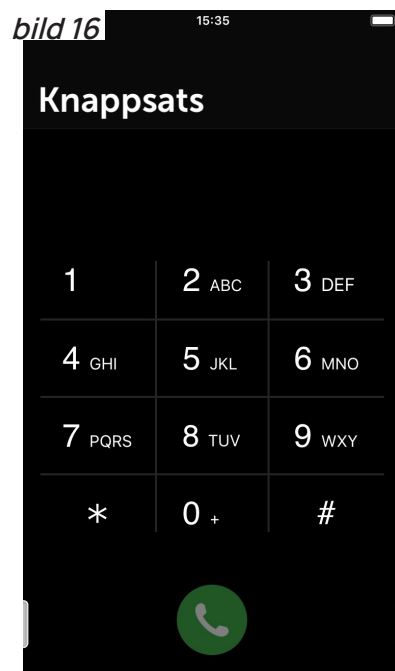 bild 16
15:35
Knappsats
1
2 ABC
3 DEF
4 GHI
5 JKL
6 MNO
7 PQRS
8 TUV
9 WXY
*
0 +
#